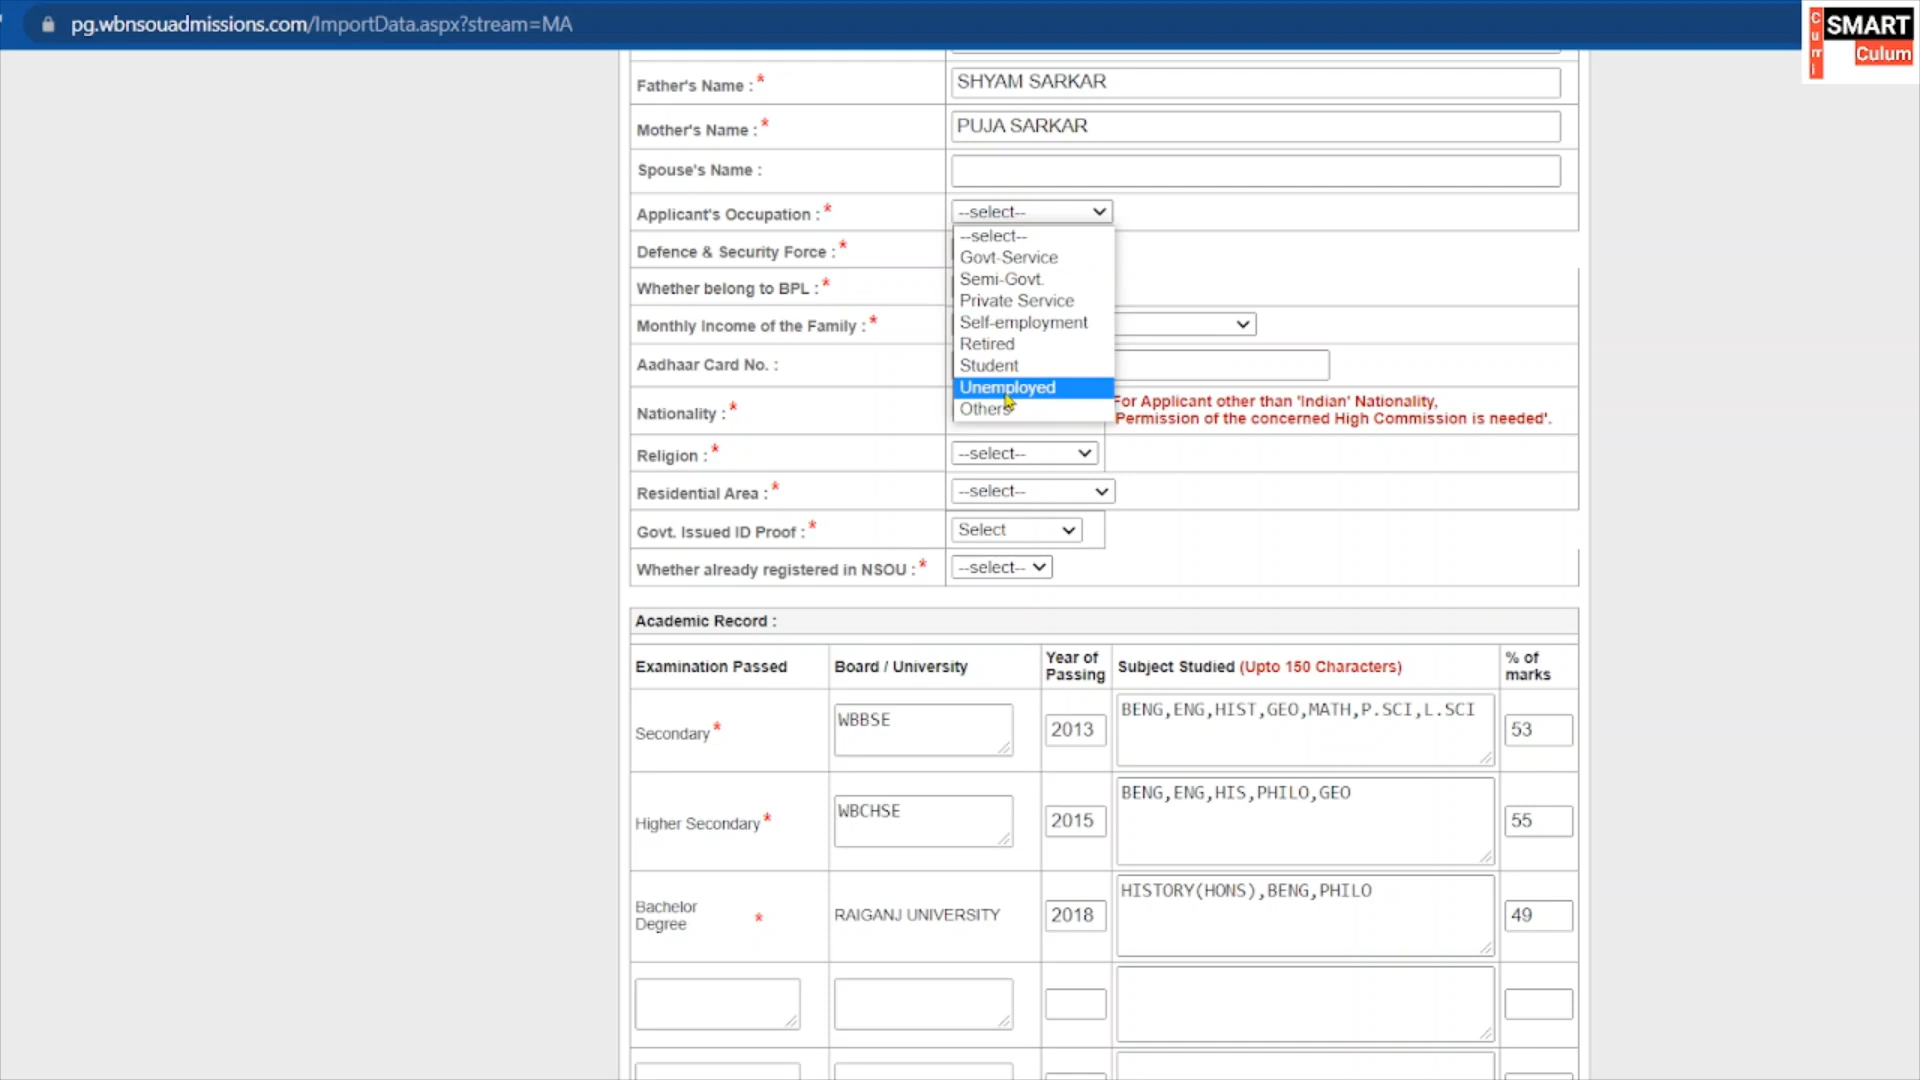 pg.wbnsouadmissions.com/ImportData.aspx?stream=MA
SMART
Curri
Culum
Father's Name : * SHYAM SARKAR
Mother's Name : * PUJA SARKAR
Spouse's Name :
Applicant's Occupation : * --select--
--select--
Govt-Service
Semi-Govt.
Private Service
Self-employment
Retired
Student
Unemployed
Others
Defence & Security Force : *
Whether belong to BPL : *
Monthly Income of the Family : *
Aadhaar Card No. :
Nationality : *
For Applicant other than 'Indian' Nationality,
Permission of the concerned High Commission is needed'.
Religion : * --select--
Residential Area : * --select--
Govt. Issued ID Proof : * Select
Whether already registered in NSOU : * --select--
Academic Record :
Examination Passed Board / University Year of Passing Subject Studied (Upto 150 Characters) % of marks
Secondary * WBBSE 2013 BENG,ENG,HIST,GEO,MATH,P.SCI,L.SCI 53
Higher Secondary * WBCHSE 2015 BENG,ENG,HIS,PHILO,GEO 55
Bachelor Degree * RAIGANJ UNIVERSITY 2018 HISTORY(HONS),BENG,PHILO 49